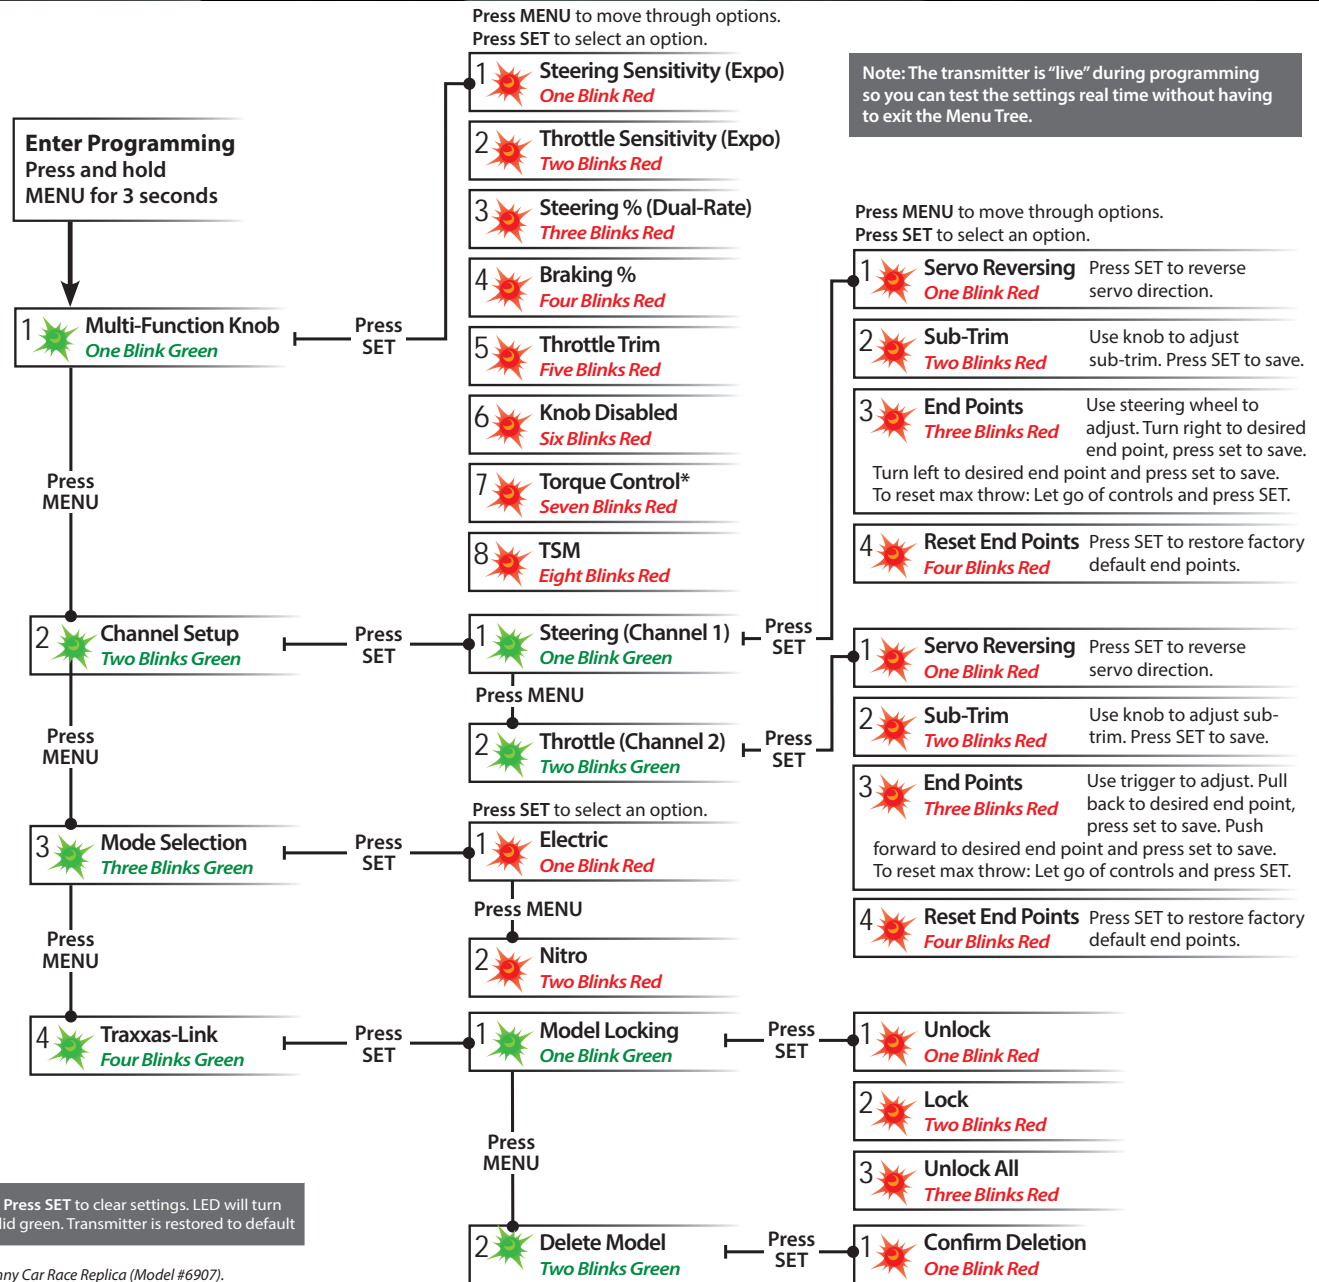 Press MENU to move through options.
Press SET to select an option.
1
Steering Sensitivity (Expo)
One Blink Red
2
Throttle Sensitivity (Expo)
Two Blinks Red
3
Steering % (Dual-Rate)
Three Blinks Red
4
Braking %
Four Blinks Red
5
Throttle Trim
Five Blinks Red
6
Knob Disabled
Six Blinks Red
7
Torque Control*
Seven Blinks Red
8
TSM
Eight Blinks Red
Note: The transmitter is “live” during programming
so you can test the settings real time without having
to exit the Menu Tree.
Enter Programming
Press and hold
MENU for 3 seconds
1
Multi-Function Knob
One Blink Green
Press
SET
Press
MENU
2
Channel Setup
Two Blinks Green
Press
SET
1
Steering (Channel 1)
One Blink Green
Press
SET
Press MENU
2
Throttle (Channel 2)
Two Blinks Green
Press
SET
Press MENU to move through options.
Press SET to select an option.
1
Servo Reversing
One Blink Red
Press SET to reverse
servo direction.
2
Sub-Trim
Two Blinks Red
Use knob to adjust
sub-trim. Press SET to save.
3
End Points
Three Blinks Red
Use steering wheel to
adjust. Turn right to desired
end point, press set to save.
Turn left to desired end point and press set to save.
To reset max throw: Let go of controls and press SET.
4
Reset End Points
Four Blinks Red
Press SET to restore factory
default end points.
1
Servo Reversing
One Blink Red
Press SET to reverse
servo direction.
2
Sub-Trim
Two Blinks Red
Use knob to adjust sub-
trim. Press SET to save.
3
End Points
Three Blinks Red
Use trigger to adjust. Pull
back to desired end point,
press set to save. Push
forward to desired end point and press set to save.
To reset max throw: Let go of controls and press SET.
4
Reset End Points
Four Blinks Red
Press SET to restore factory
default end points.
Press
MENU
3
Mode Selection
Three Blinks Green
Press
SET
Press SET to select an option.
1
Electric
One Blink Red
Press MENU
2
Nitro
Two Blinks Red
Press
MENU
4
Traxxas-Link
Four Blinks Green
Press
SET
1
Model Locking
One Blink Green
Press
SET
1
Unlock
One Blink Red
2
Lock
Two Blinks Red
3
Unlock All
Three Blinks Red
Press
MENU
2
Delete Model
Two Blinks Green
Press
SET
1
Confirm Deletion
One Blink Red
Press SET to clear settings. LED will turn
green. Transmitter is restored to default
Car Race Replica (Model #6907).